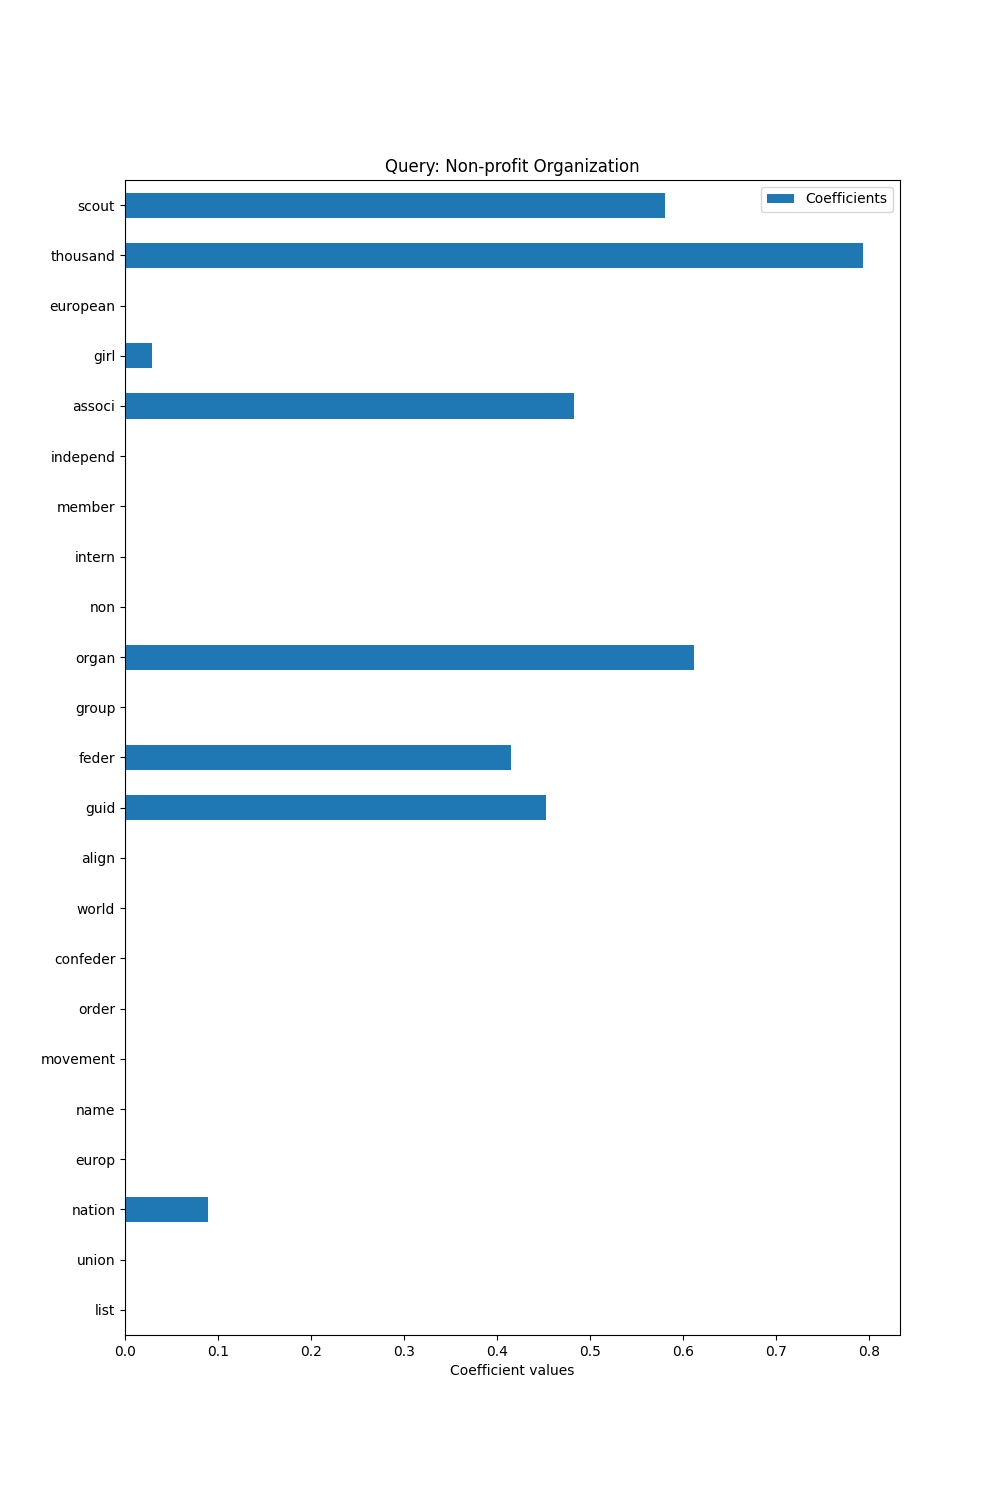 Query: Non-profit Organization
Coefficients
scout
thousand
european
girl
associ
independ
member
intern
non
organ
group
feder
guid
align
world
confeder
order
movement
name
europ
nation
union
list
0.0 0.1 0.2 0.3 0.4 0.5 0.6 0.7 0.8
Coefficient values